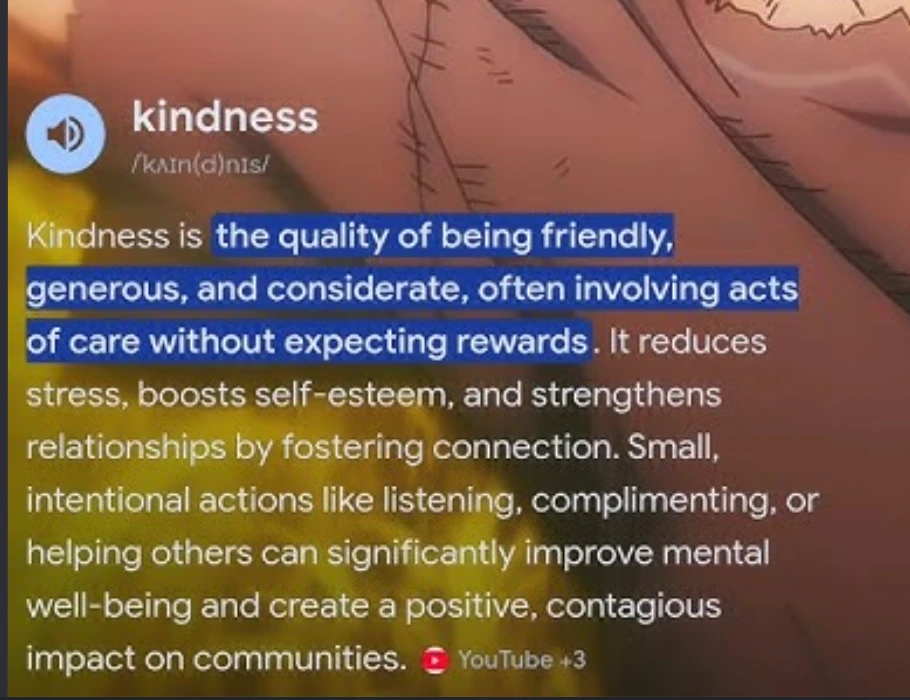 kindness
/kʌɪn(d)nɪs/
Kindness is the quality of being friendly,
generous, and considerate, often involving acts
of care without expecting rewards. It reduces
stress, boosts self-esteem, and strengthens
relationships by fostering connection. Small,
intentional actions like listening, complimenting, or
helping others can significantly improve mental
well-being and create a positive, contagious
impact on communities. YouTube +3